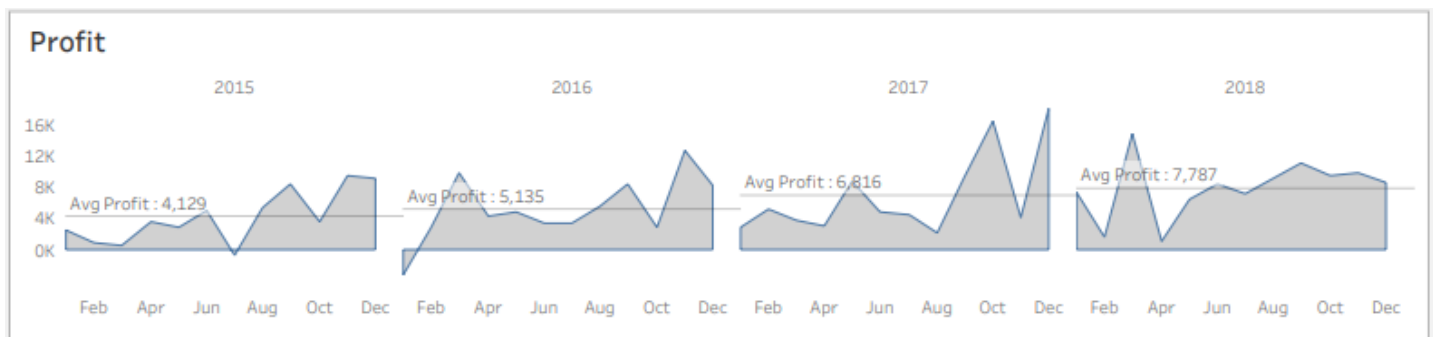 Profit
2015 2016 2017 2018
16K
12K
8K
Avg Profit : 4,129 Avg Profit : 5,135 Avg Profit : 6,816 Avg Profit : 7,787
4K
0K
Feb Apr Jun Aug Oct Dec Feb Apr Jun Aug Oct Dec Feb Apr Jun Aug Oct Dec Feb Apr Jun Aug Oct Dec